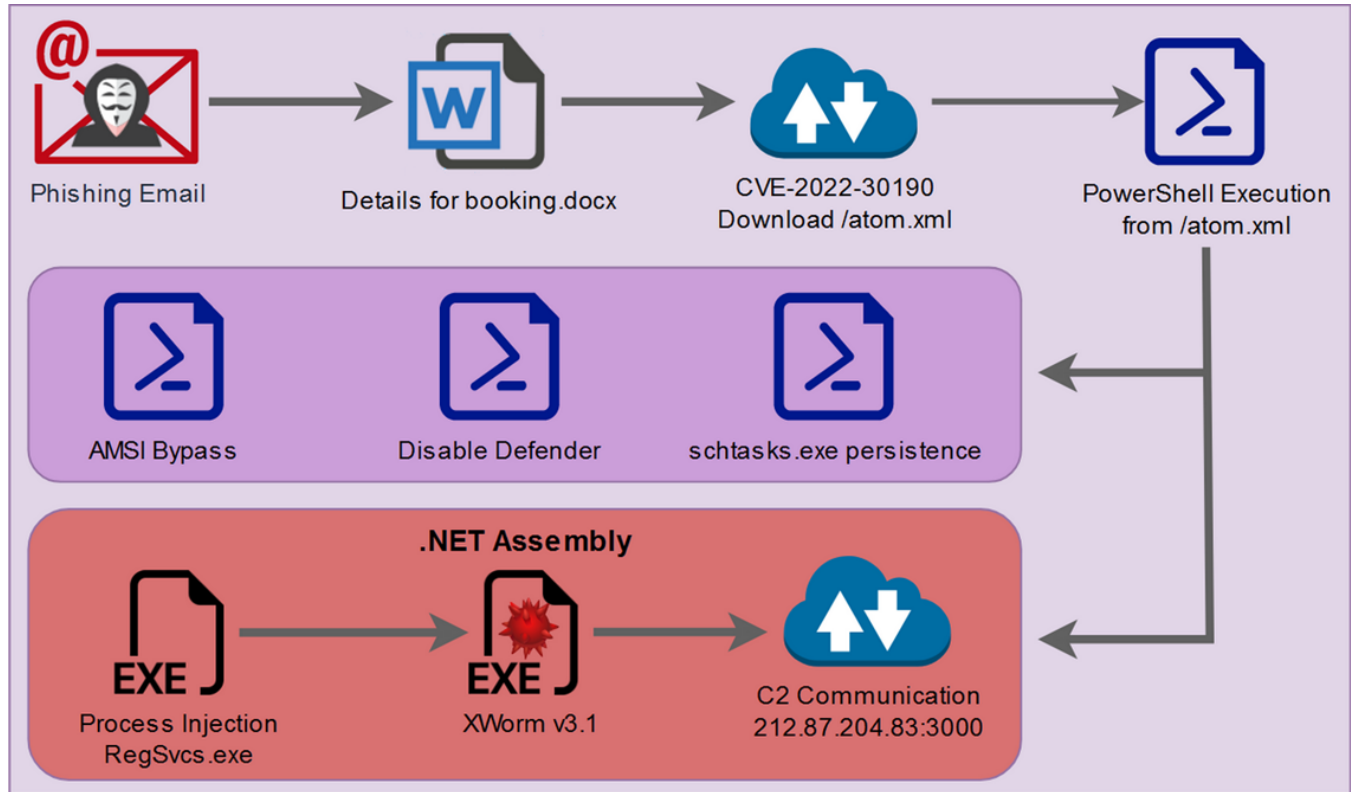 @
Phishing Email
W
Details for booking.docx
CVE-2022-30190
Download /atom.xml
PowerShell Execution
from /atom.xml
AMSI Bypass
Disable Defender
schtasks.exe persistence
.NET Assembly
EXE
Process Injection
RegSvcs.exe
EXE
XWorm v3.1
C2 Communication
212.87.204.83:3000